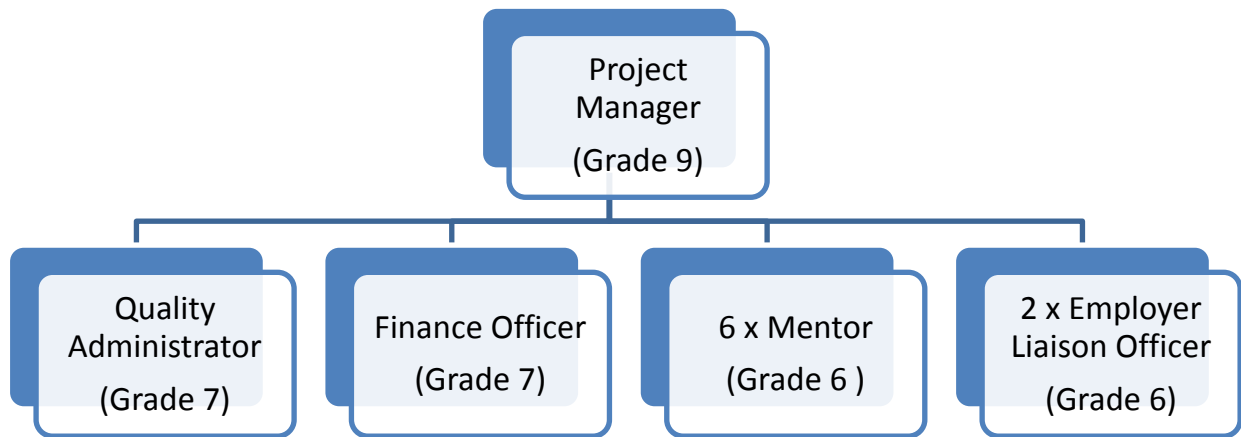 Project
Manager
(Grade 9)
Quality
Administrator
(Grade 7)
Finance Officer
(Grade 7)
6 x Mentor
(Grade 6 )
2 x Employer
Liaison Officer
(Grade 6)